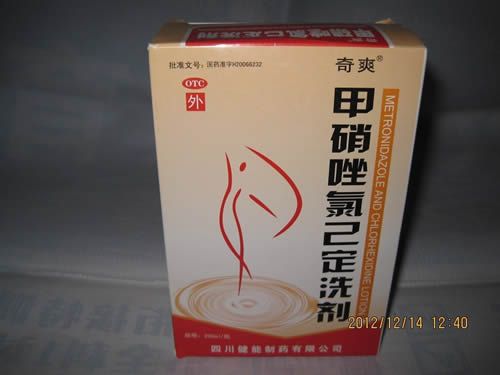 甲硝唑氯己定洗剂
批准文号：国药准字H20066232
奇爽®
OTC
外
甲硝唑氯己定洗剂
METRONIDAZOLE AND CHLORHEXIDINE LOTION
四川健能制药有限公司
2012/12/14 12:40